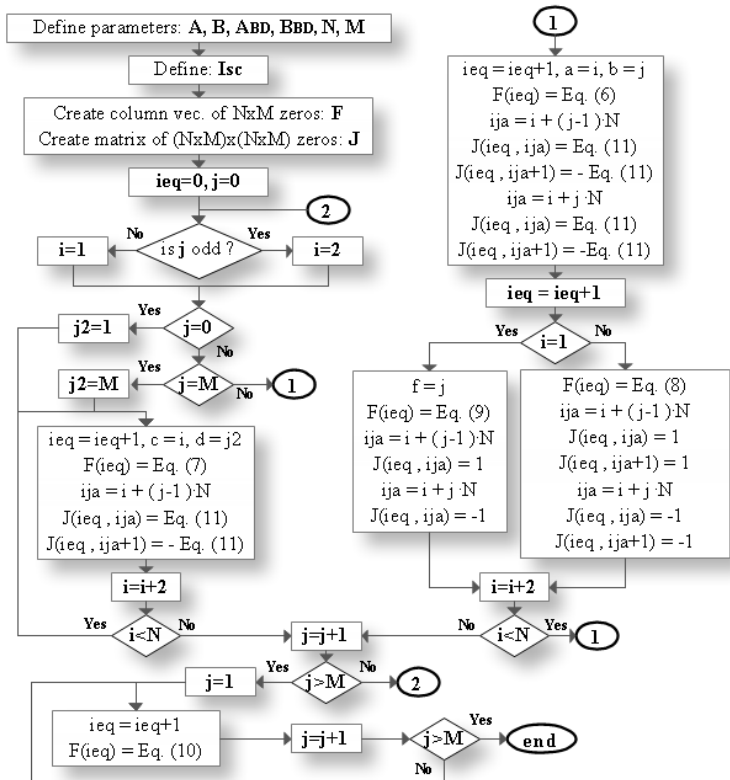 Define parameters: A, B, ABD, BBD, N, M
Define: Isc
Create column vec. of NxM zeros: F
Create matrix of (NxM)x(NxM) zeros: J
ieq=0, j=0
2
No
is j odd ?
Yes
i=1
i=2
Yes
j2=1
j=0
No
Yes
j2=M
j=M
No
1
ieq = ieq+1, c = i, d = j2
F(ieq) = Eq. (7)
ija = i + (j-1)·N
J(ieq , ija) = Eq. (11)
J(ieq , ija+1) = - Eq. (11)
i=i+2
Yes
i<N
No
j=j+1
Yes
j>M
No
2
j=1
ieq = ieq+1
F(ieq) = Eq. (10)
j=j+1
j>M
Yes
end
No
1
ieq = ieq+1, a = i, b = j
F(ieq) = Eq. (6)
ija = i + (j-1)·N
J(ieq , ija) = Eq. (11)
J(ieq , ija+1) = - Eq. (11)
ija = i + j·N
J(ieq , ija) = Eq. (11)
J(ieq , ija+1) = -Eq. (11)
ieq = ieq+1
Yes
i=1
No
f = j
F(ieq) = Eq. (9)
ija = i + (j-1)·N
J(ieq , ija) = 1
ija = i + j·N
J(ieq , ija) = -1
F(ieq) = Eq. (8)
ija = i + (j-1)·N
J(ieq , ija) = 1
J(ieq , ija+1) = 1
ija = i + j·N
J(ieq , ija) = -1
J(ieq , ija+1) = -1
i=i+2
No
i<N
Yes
1